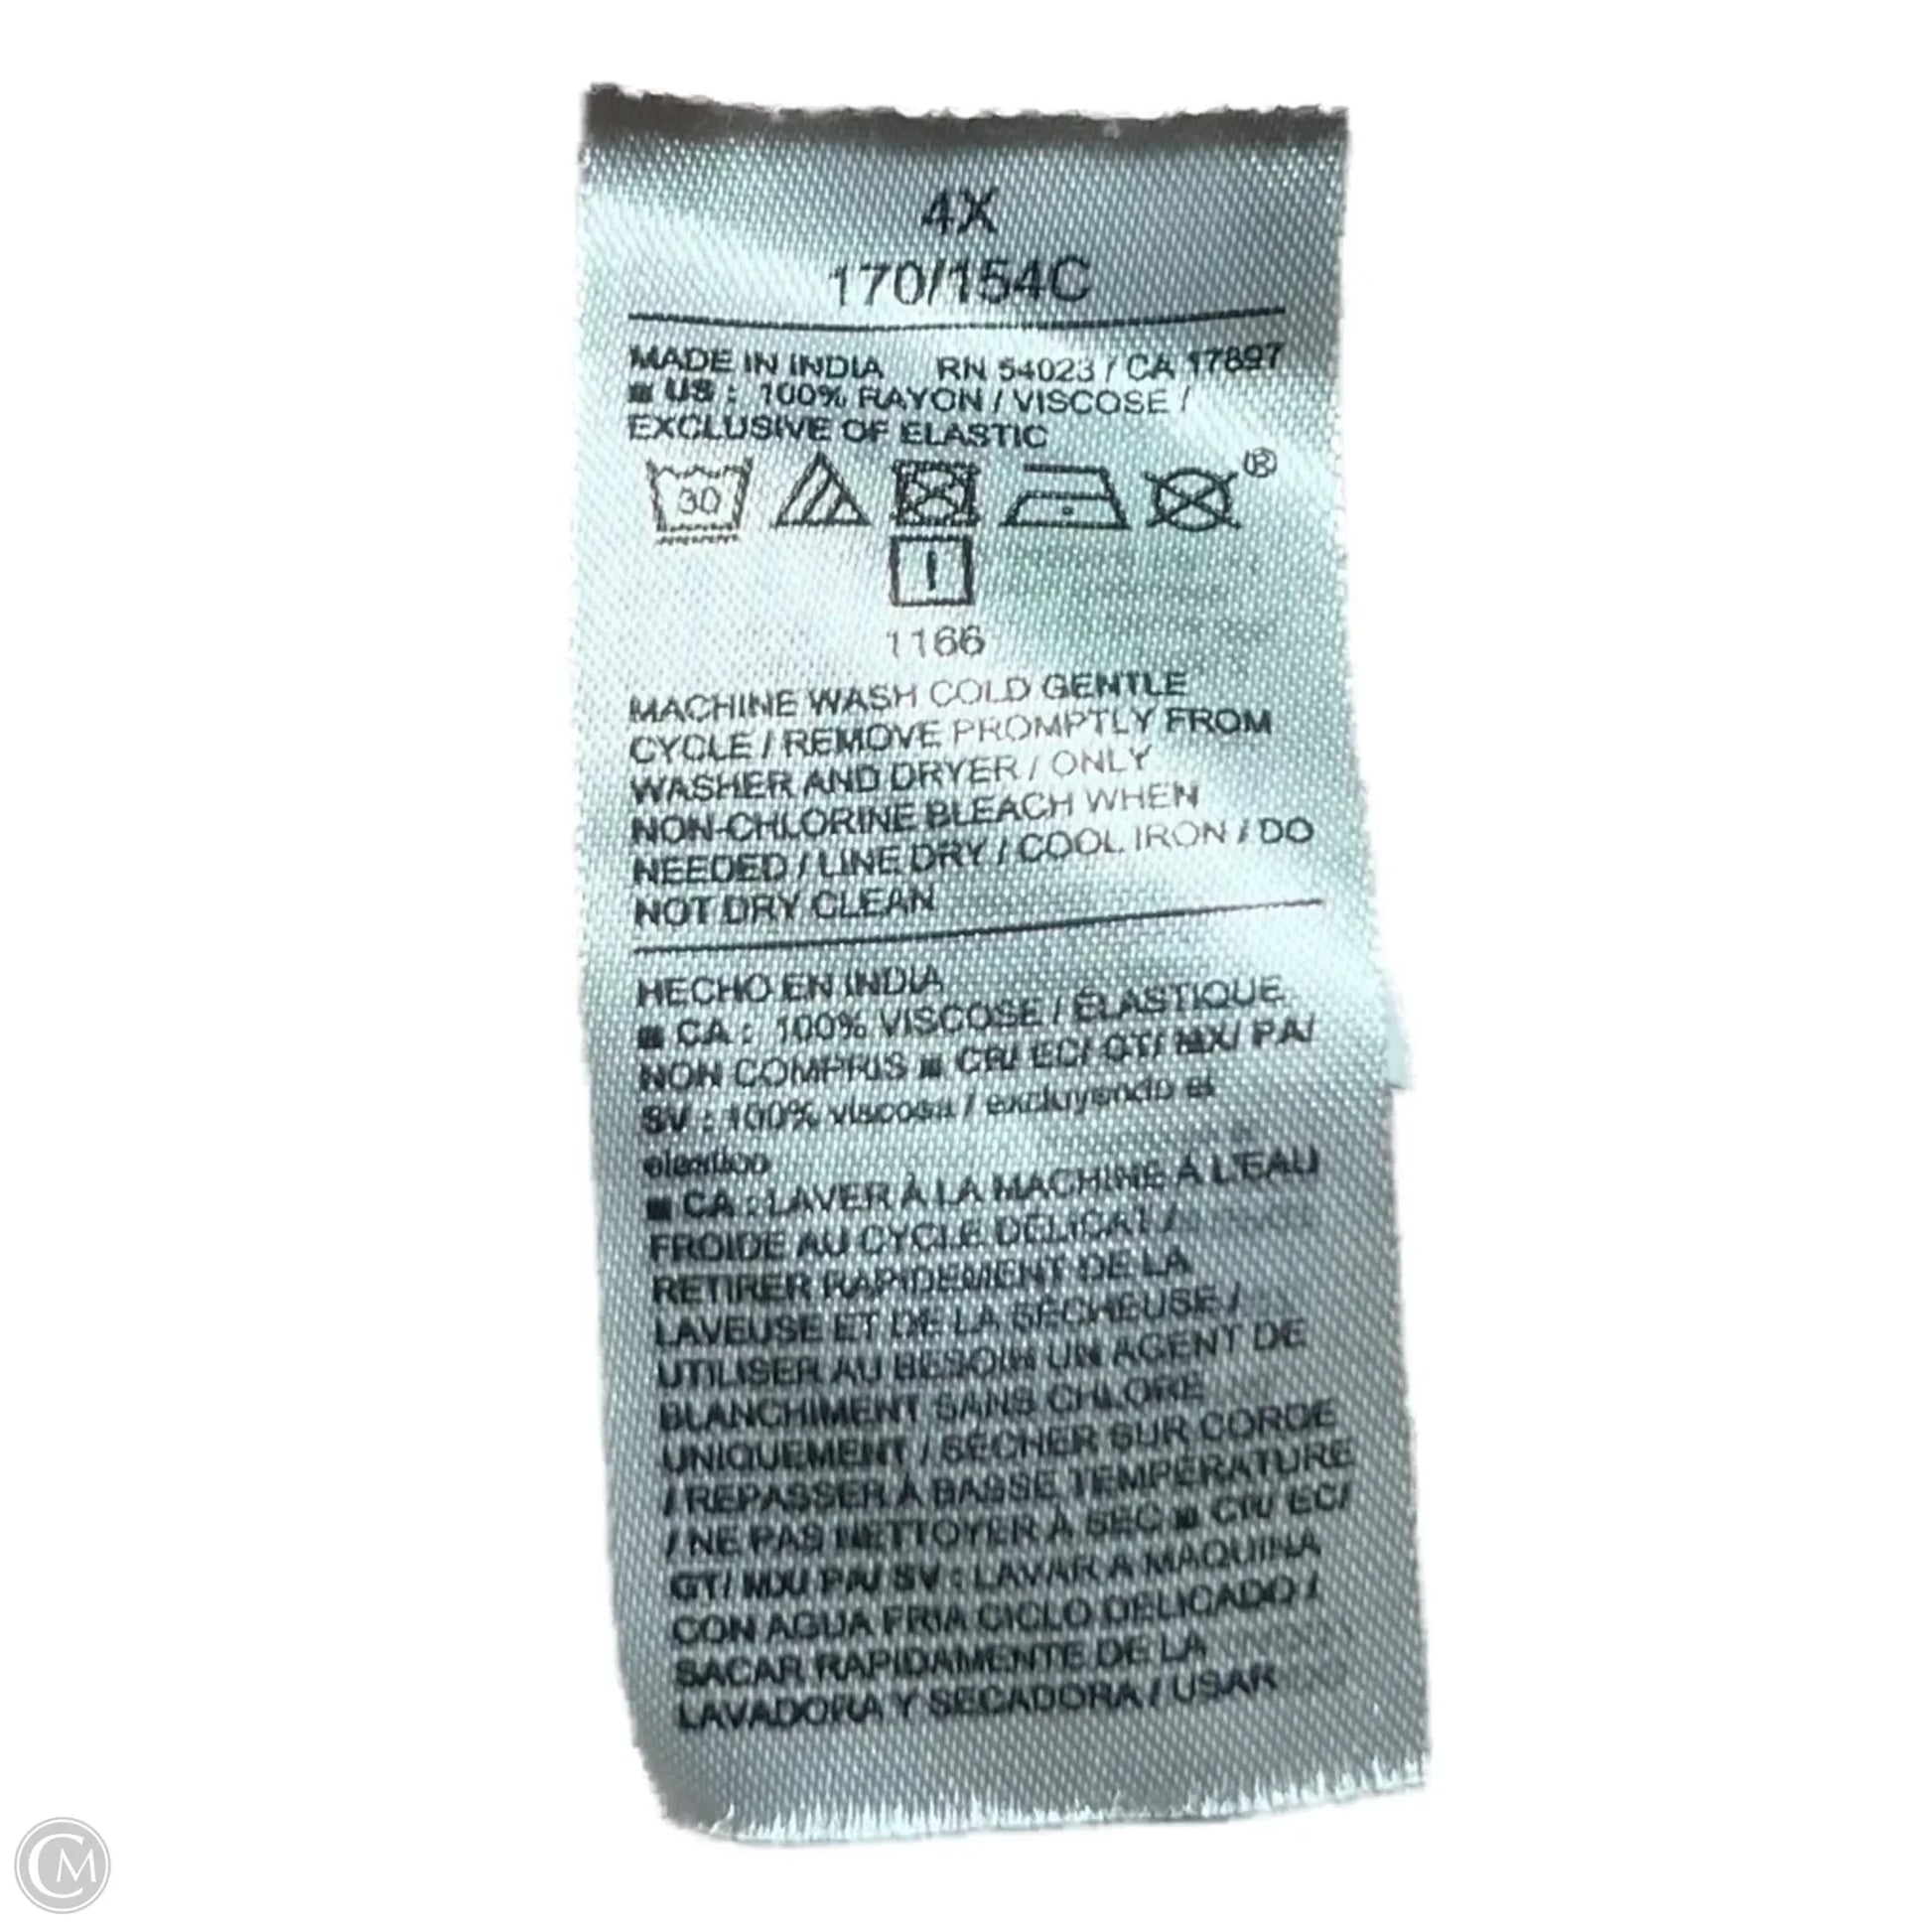 4X
170/154C
MADE IN INDIA RN 54023 / CA 17897
■ US : 100% RAYON / VISCOSE /
EXCLUSIVE OF ELASTIC
30
®
!
1166
MACHINE WASH COLD GENTLE
CYCLE / REMOVE PROMPTLY FROM
WASHER AND DRYER / ONLY
NON-CHLORINE BLEACH WHEN
NEEDED / LINE DRY / COOL IRON / DO
NOT DRY CLEAN
HECHO EN INDIA
■ CA : 100% VISCOSE / ÉLASTIQUE
NON COMPRIS ■ CR/ EC/ GT/ MX/ PA/
SV : 100% viscosa / excluyendo el
elastico
■ CA : LAVER À LA MACHINE À L'EAU
FROIDE AU CYCLE DÉLICAT /
RETIRER RAPIDEMENT DE LA
LAVEUSE ET DE LA SÉCHEUSE /
UTILISER AU BESOIN UN AGENT DE
BLANCHIMENT SANS CHLORE
UNIQUEMENT / SÉCHER SUR CORDE
/ REPASSER À BASSE TEMPÉRATURE
/ NE PAS NETTOYER À SEC ■ CR/ EC/
GT/ MX/ PA/ SV : LAVAR A MAQUINA
CON AGUA FRIA CICLO DELICADO /
SACAR RAPIDAMENTE DE LA
LAVADORA Y SECADORA / USAR
CM